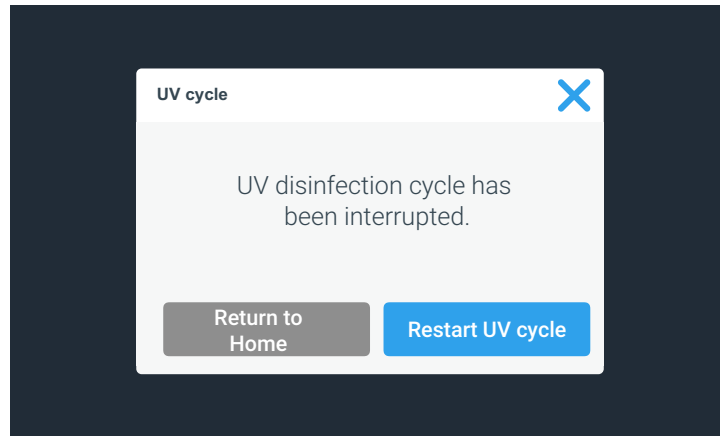 UV cycle
UV disinfection cycle has
been interrupted.
Return to
Home
Restart UV cycle